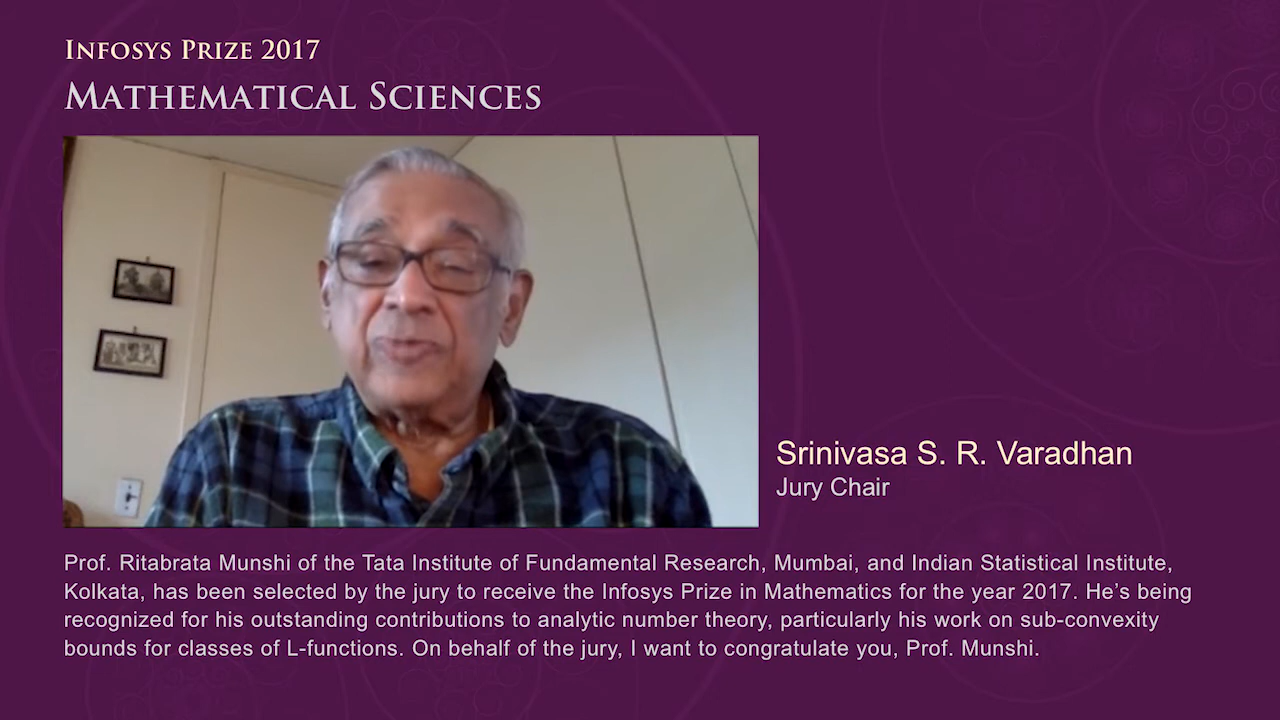 INFOSYS PRIZE 2017
MATHEMATICAL SCIENCES
Srinivasa S. R. Varadhan
Jury Chair
Prof. Ritabrata Munshi of the Tata Institute of Fundamental Research, Mumbai, and Indian Statistical Institute,
Kolkata, has been selected by the jury to receive the Infosys Prize in Mathematics for the year 2017. He’s being
recognized for his outstanding contributions to analytic number theory, particularly his work on sub-convexity
bounds for classes of L-functions. On behalf of the jury, I want to congratulate you, Prof. Munshi.